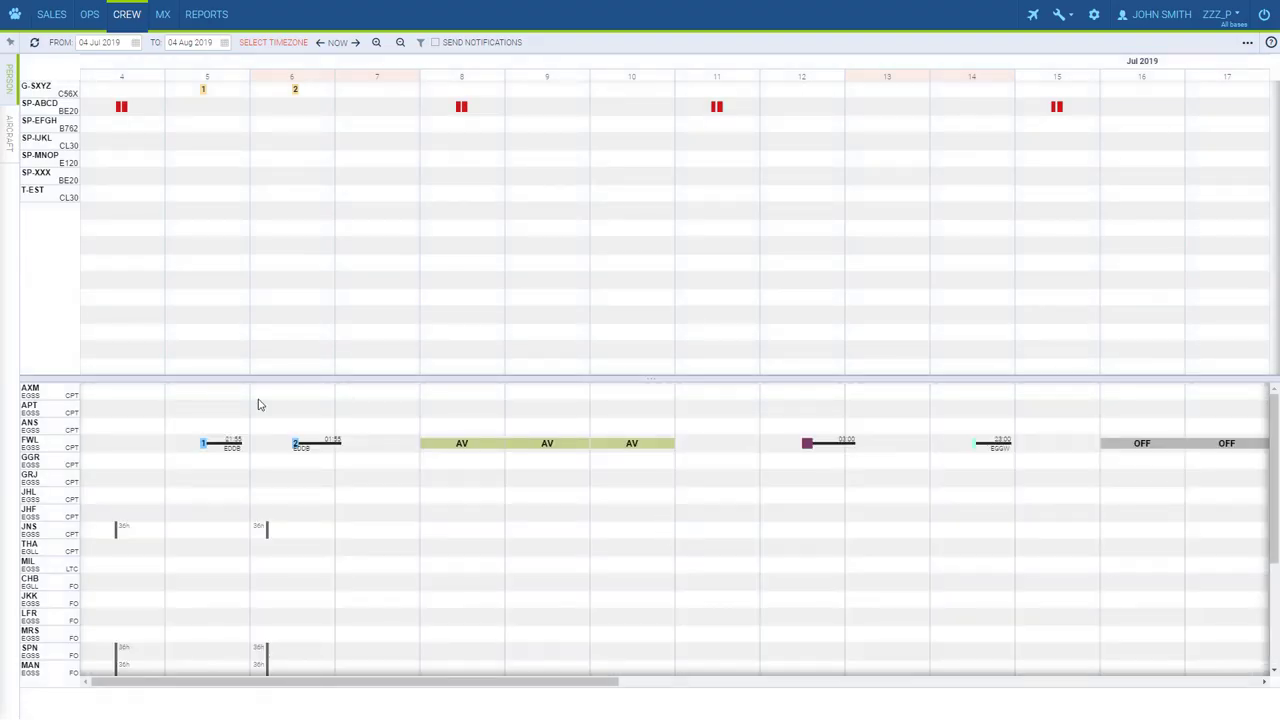 SALES OPS CREW MX REPORTS JOHN SMITH ZZZ_P All bases
FROM: 04 Jul 2019 TO: 04 Aug 2019 SELECT TIMEZONE NOW SEND NOTIFICATIONS
Jul 2019
4 5 6 7 8 9 10 11 12 13 14 15 16 17
PERSON
AIRCRAFT
G-SXYZ C56X 1 2
SP-ABCD BE20
SP-EFGH B762
SP-IJKL CL30
SP-MNOP E120
SP-XXX BE20
T-EST CL30
AXM EGSS CPT
APT EGSS CPT
ANS EGSS CPT
FWL EGSS CPT 1 21:55 EDDB 2 01:55 EDDB AV AV AV 03:00 23:00 EGGW OFF OFF
GGR EGSS CPT
GRJ EGSS CPT
JHL EGSS CPT
JHF EGSS CPT
JNS EGSS CPT 36h 36h
THA EGLL CPT
MIL EGSS LTC
CHB EGLL FO
JKK EGSS FO
LFR EGSS FO
MRS EGSS FO
SPN EGSS FO 36h 36h
MAN EGSS FO 36h 36h